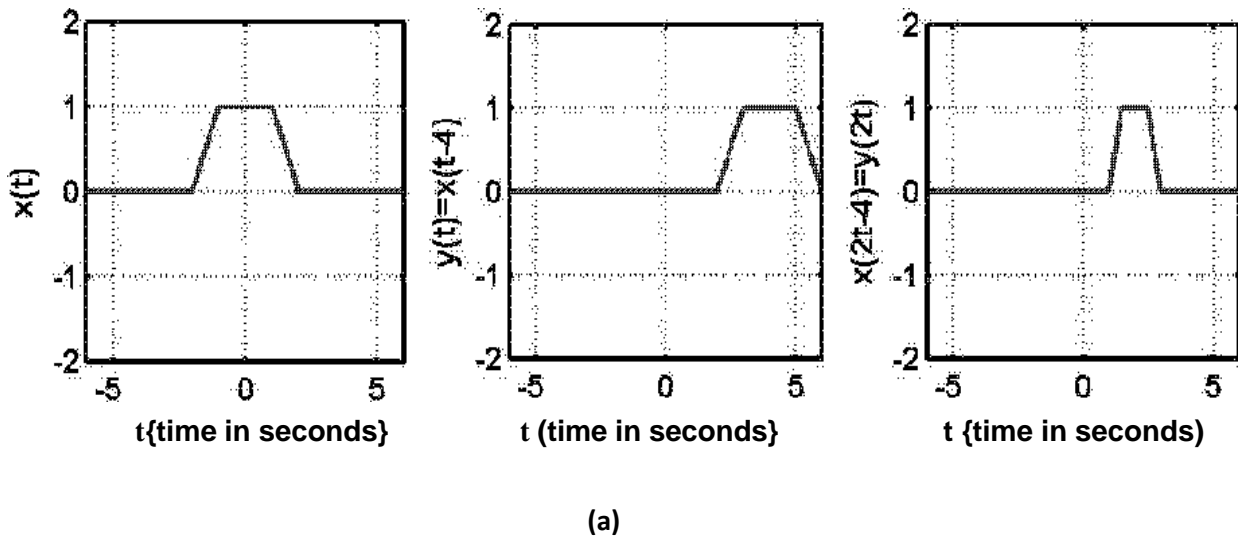 2
1
0
-1
-2
x(t)
-5 0 5
t{time in seconds}
2
1
0
-1
-2
y(t)=x(t-4)
-5 0 5
t (time in seconds}
2
1
0
-1
-2
x(2t-4)=y(2t)
-5 0 5
t {time in seconds)
(a)